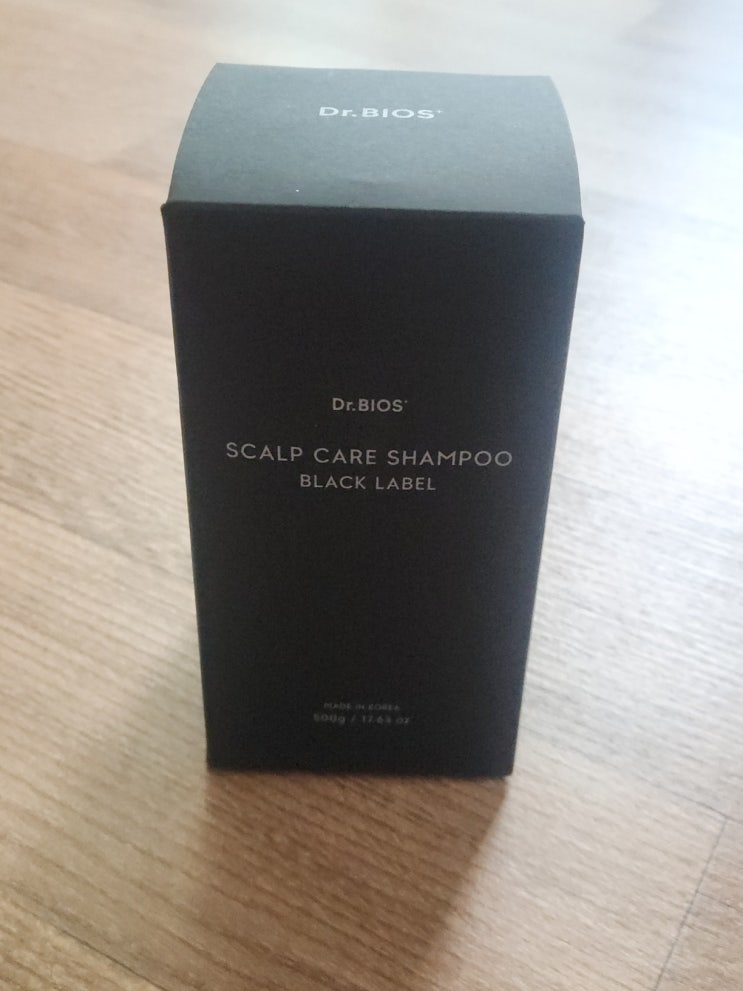 Dr.BIOS+
Dr.BIOS+
SCALP CARE SHAMPOO
BLACK LABEL
MADE IN KOREA
500g / 17.63 oz